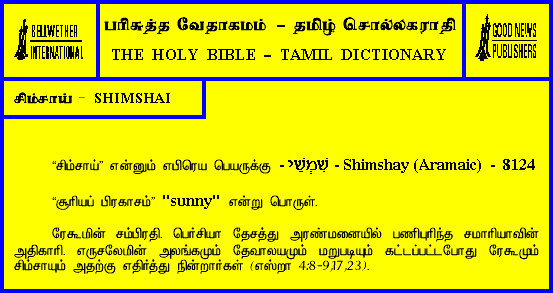 BELLWETHER
INTERNATIONAL
பரிசுத்த வேதாகமம் – தமிழ் சொல்லகராதி
THE HOLY BIBLE – TAMIL DICTIONARY
GOOD NEWS
PUBLISHERS
சிம்சாய் - SHIMSHAI
“சிம்சாய்” என்னும் எபிரெய பெயருக்கு - שִׁמְשַׁי - Shimshay (Aramaic) - 8124
“சூரியப் பிரகாசம்” "sunny" என்று பொருள்.
ரேகூமின் சம்பிரதி. பெர்சியா தேசத்து அரண்மனையில் பணிபுரிந்த சமாரியாவின்
அதிகாரி. எருசலேமின் அலங்கமும் தேவாலயமும் மறுபடியும் கட்டப்பட்டபோது ரேகூமும்
சிம்சாயும் அதற்கு எதிர்த்து நின்றார்கள் (எஸ்றா 4:8-9,17,23).